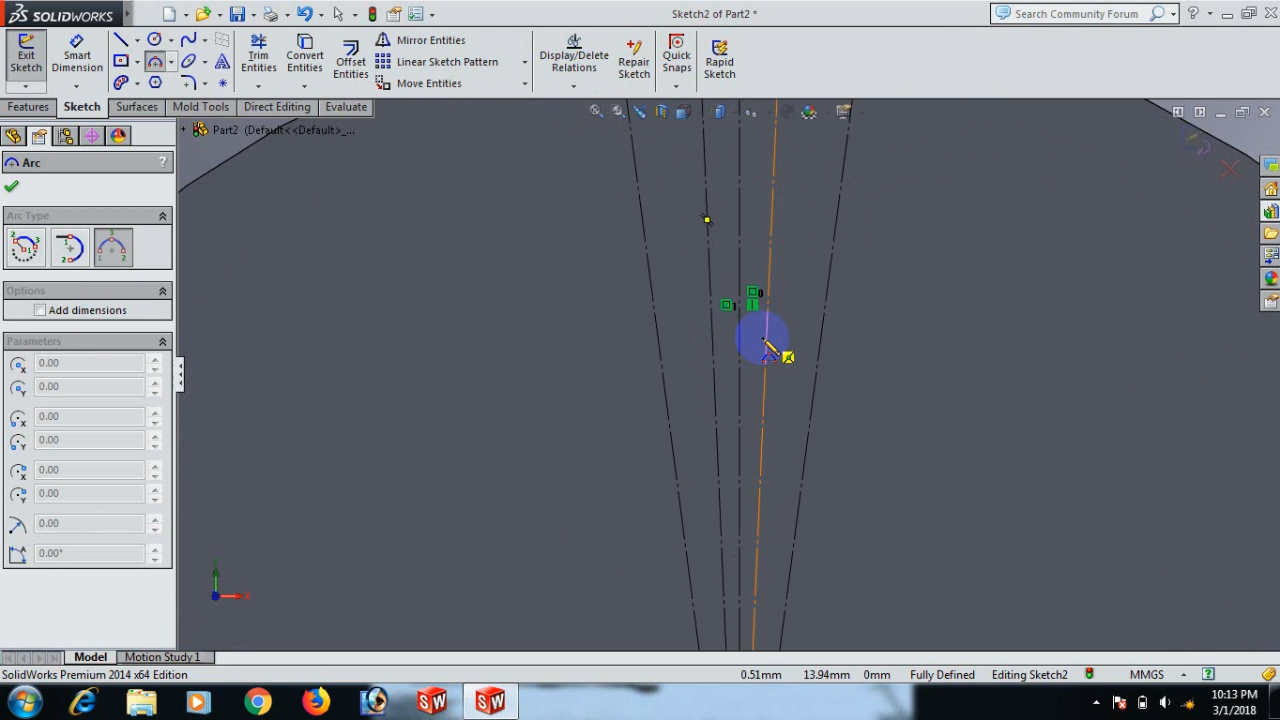 SOLIDWORKS
Sketch2 of Part2 *
Search Community Forum
Exit Sketch
Smart Dimension
Trim Entities
Convert Entities
Offset Entities
Mirror Entities
Linear Sketch Pattern
Move Entities
Display/Delete Relations
Repair Sketch
Quick Snaps
Rapid Sketch
Features
Sketch
Surfaces
Mold Tools
Direct Editing
Evaluate
Part2 (Default<<Default>_...
Arc
?
Arc Type
Options
Add dimensions
Parameters
0.00
0.00
0.00
0.00
0.00
0.00
0.00
0.00°
Model
Motion Study 1
SolidWorks Premium 2014 x64 Edition
0.51mm 13.94mm 0mm Fully Defined Editing Sketch2 MMGS
10:13 PM
3/1/2018